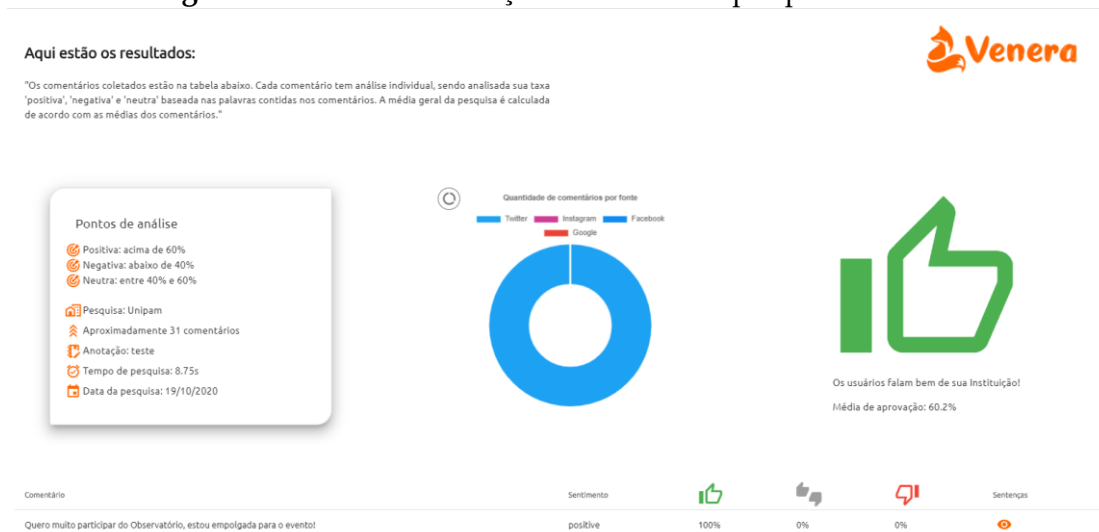 Aqui estão os resultados:
Venera
"Os comentários coletados estão na tabela abaixo. Cada comentário tem análise individual, sendo analisada sua taxa
'positiva', 'negativa' e 'neutra' baseada nas palavras contidas nos comentários. A média geral da pesquisa é calculada
de acordo com as médias dos comentários."
Pontos de análise
Positiva: acima de 60%
Negativa: abaixo de 40%
Neutra: entre 40% e 60%
Pesquisa: Unipam
Aproximadamente 31 comentários
Anotação: teste
Tempo de pesquisa: 8.75s
Data da pesquisa: 19/10/2020
Quantidade de comentários por fonte
Twitter Instagram Facebook
Google
Os usuários falam bem de sua Instituição!
Média de aprovação: 60.2%
Comentário Sentimento Sentenças
Quero muito participar do Observatório, estou empolgada para o evento! positive 100% 0% 0%